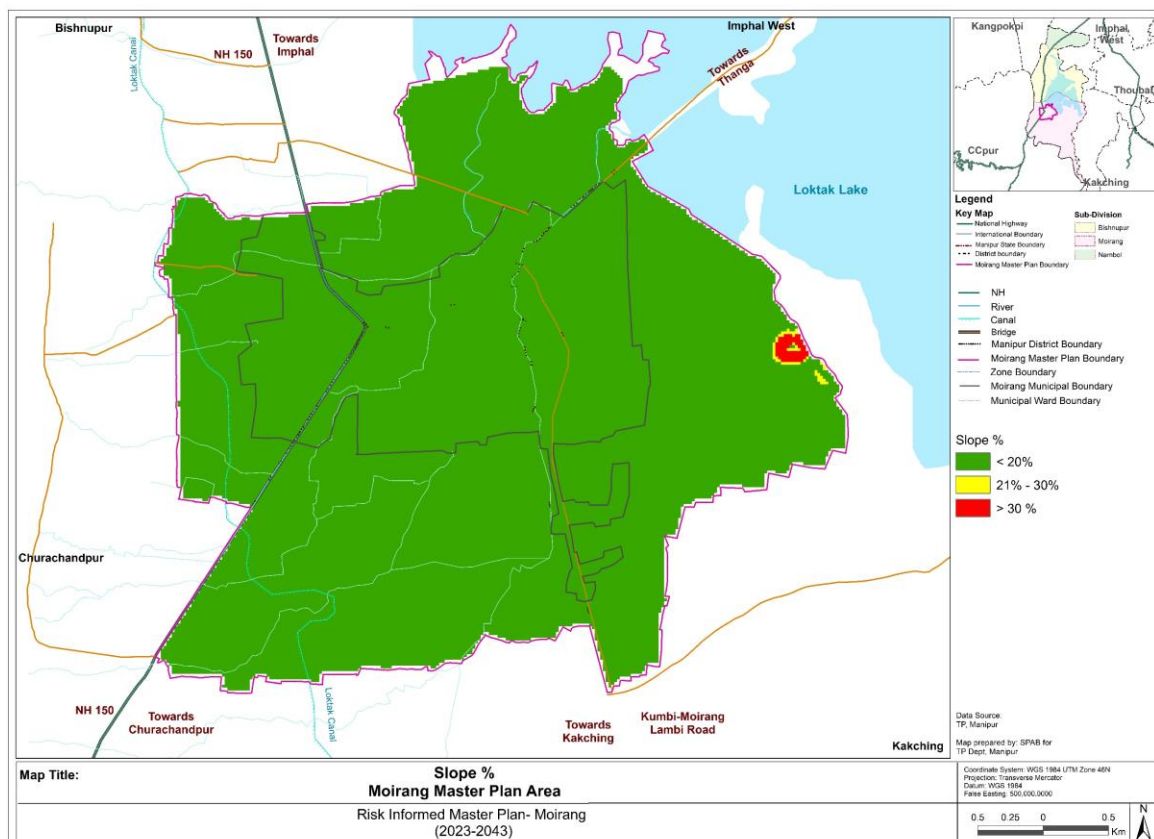 Bishnupur
Towards
Imphal
NH 150
Loktak Canal
Imphal West
Towards
Thanga
Loktak Lake
Churachandpur
NH 150
Towards
Churachandpur
Loktak Canal
Towards
Kakching
Kumbi-Moirang
Lambi Road
Kakching
Kangpokpi
Imphal
West
Thoubal
CCpur
Kakching
Legend
Key Map
National Highway
International Boundary
Manipur State Boundary
District boundary
Moirang Master Plan Boundary
Sub-Division
Bishnupur
Moirang
Nambol
NH
River
Canal
Bridge
Manipur District Boundary
Moirang Master Plan Boundary
Zone Boundary
Moirang Municipal Boundary
Municipal Ward Boundary
Slope %
< 20%
21% - 30%
> 30 %
Data Source:
TP, Manipur
Map prepared by: SPAB for
TP Dept, Manipur
Map Title:
Slope %
Moirang Master Plan Area
Risk Informed Master Plan- Moirang
(2023-2043)
Coordinate System: WGS 1984 UTM Zone 46N
Projection: Transverse Mercator
Datum: WGS 1984
False Easting: 500,000.0000
0.5 0.25 0 0.5
Km
N